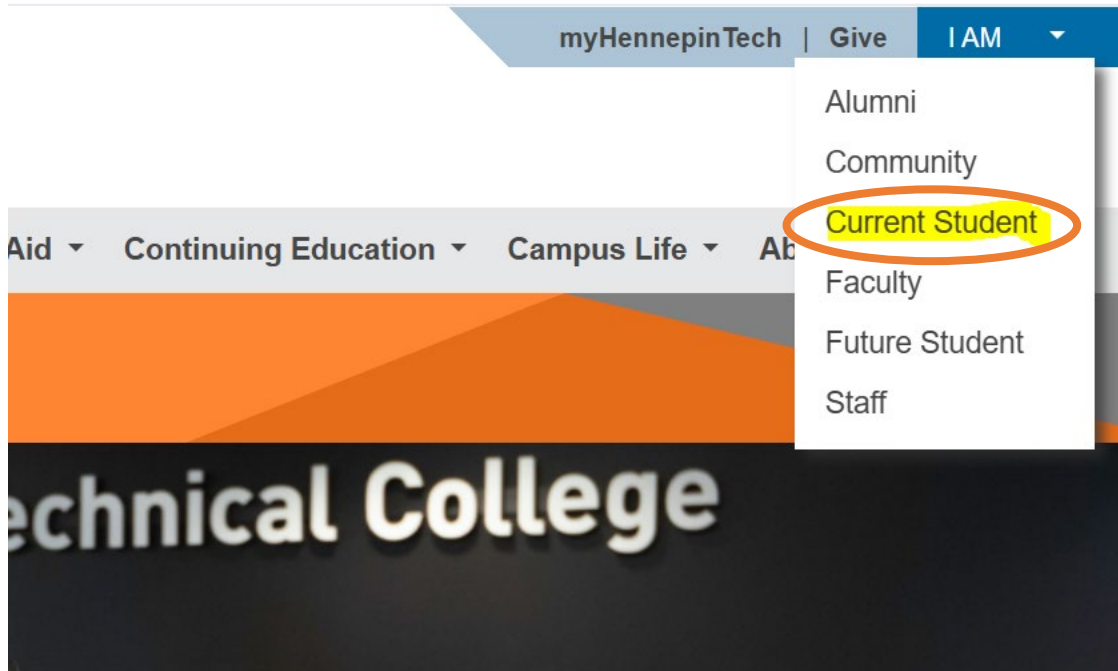 myHennepinTech | Give I AM
Alumni
Community
Current Student
Aid Continuing Education Campus Life Ab
Faculty
Future Student
Staff
echnical College